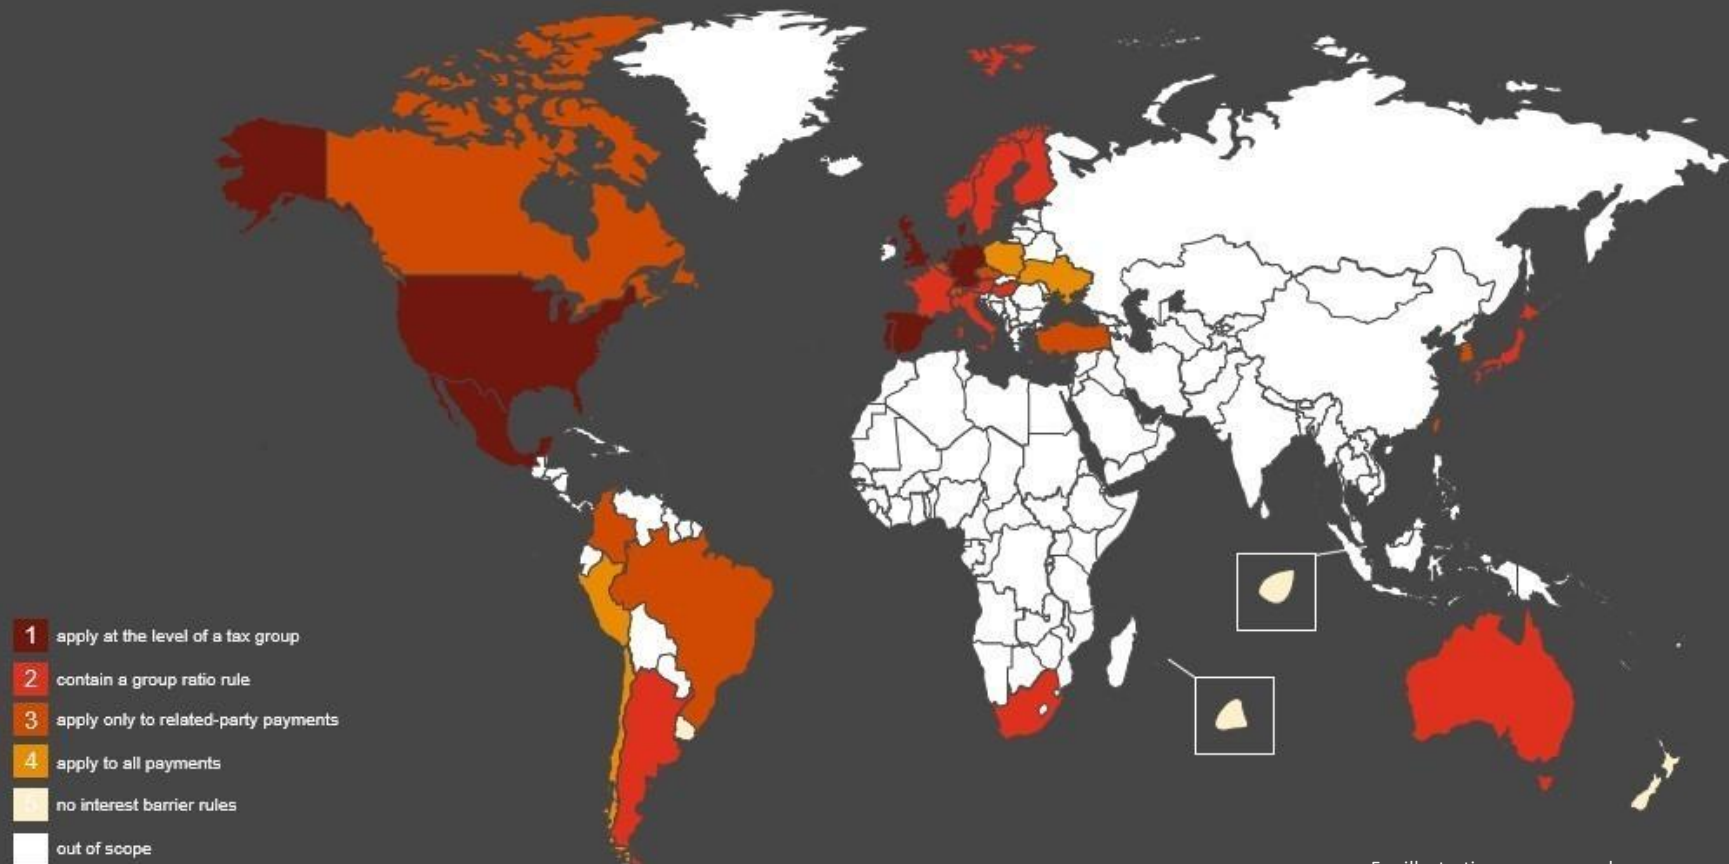 1 apply at the level of a tax group
2 contain a group ratio rule
3 apply only to related-party payments
4 apply to all payments
5 no interest barrier rules
out of scope